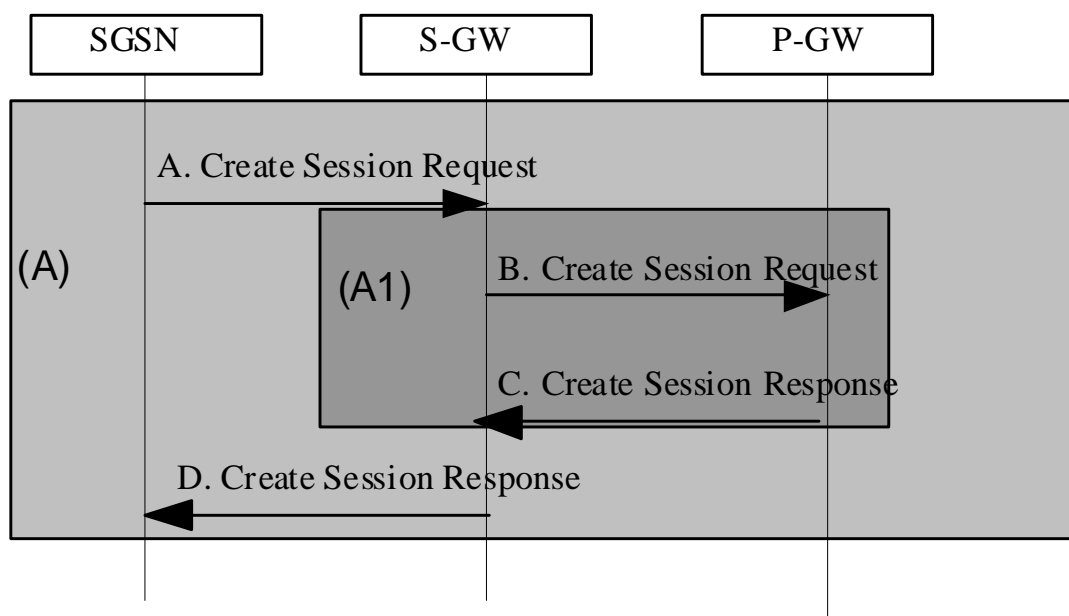 SGSN
S-GW
P-GW
A. Create Session Request
(A)
(A1)
B. Create Session Request
C. Create Session Response
D. Create Session Response